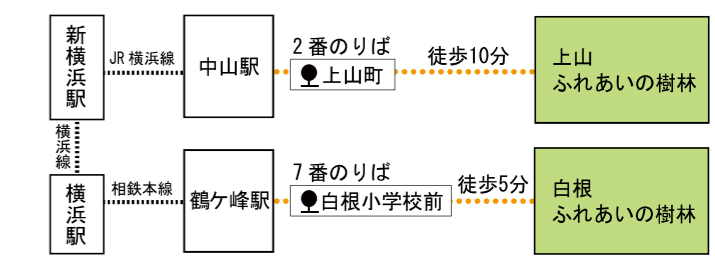 新横浜駅
JR横浜線
中山駅
2番のりば
上山町
徒歩10分
上山
ふれあいの樹林
横浜線
横浜駅
相鉄本線
鶴ケ峰駅
7番のりば
白根小学校前
徒歩5分
白根
ふれあいの樹林